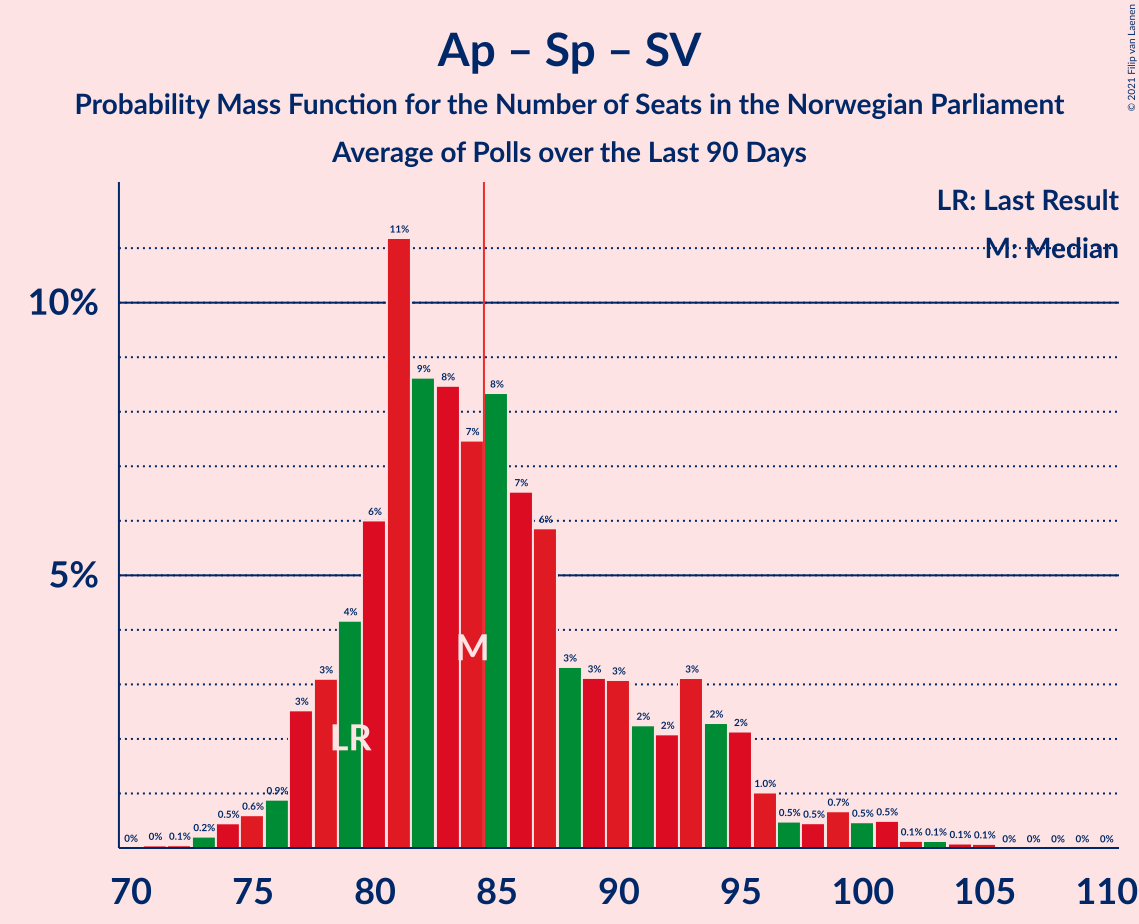 Ap – Sp – SV
Probability Mass Function for the Number of Seats in the Norwegian Parliament
Average of Polls over the Last 90 Days
© 2021 Filip van Laenen
LR: Last Result
M: Median
10%
5%
0% 0% 0.1% 0.2% 0.5% 0.6% 0.9% 3% 3% 4% 6% 11% 9% 8% 7% 8% 7% 6% 3% 3% 3% 2% 2% 3% 2% 2% 1.0% 0.5% 0.5% 0.7% 0.5% 0.5% 0.1% 0.1% 0.1% 0.1% 0% 0% 0% 0% 0%
M
LR
70 75 80 85 90 95 100 105 110